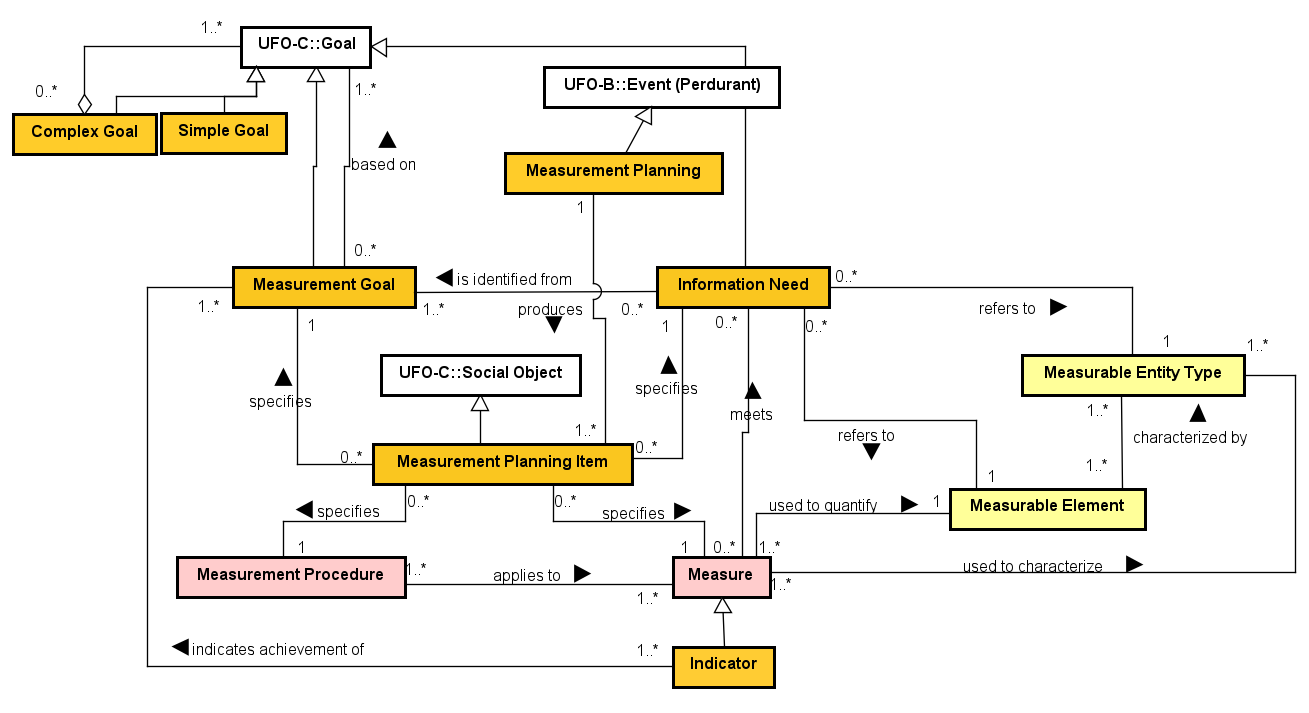 1..*
UFO-C::Goal
UFO-B::Event (Perdurant)
0..*
1..*
Complex Goal
Simple Goal
based on
Measurement Planning
1
0..*
Measurement Goal
is identified from
Information Need
0..*
1..*
1..*
produces
0..*
0..*
0..*
refers to
1
1
1
1..*
UFO-C::Social Object
Measurable Entity Type
specifies
specifies
meets
1..*
1..*
refers to
characterized by
0..*
0..*
Measurement Planning Item
1..*
0..*
0..*
1
Measurable Element
specifies
specifies
used to quantify
1
1
1
0..*
1..*
Measurement Procedure
1..*
applies to
Measure
used to characterize
1..*
1..*
indicates achievement of
1..*
Indicator